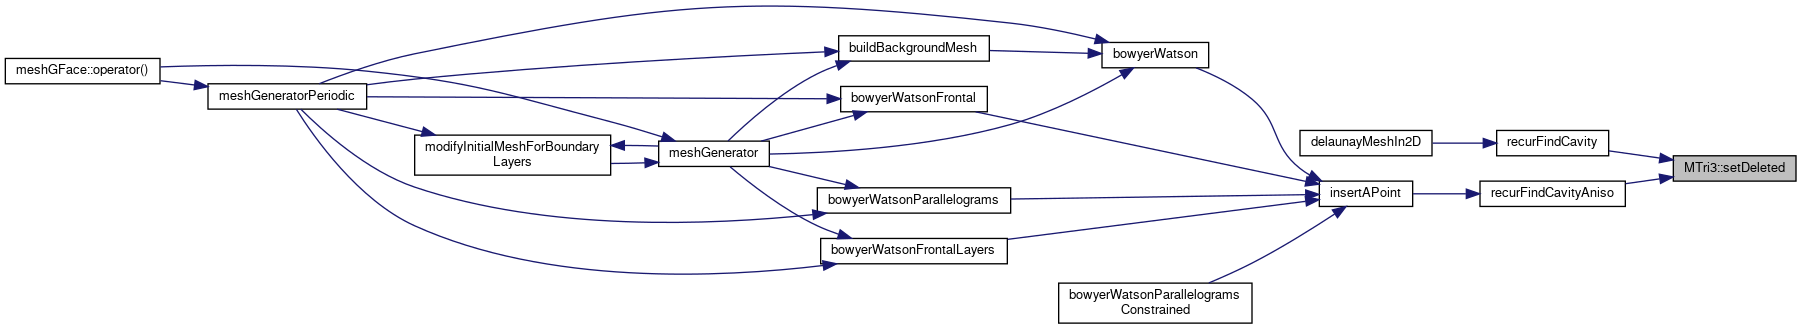 meshGFace::operator()
meshGeneratorPeriodic
modifyInitialMeshForBoundary
Layers
buildBackgroundMesh
bowyerWatsonFrontal
meshGenerator
bowyerWatsonParallelograms
bowyerWatsonFrontalLayers
bowyerWatson
bowyerWatsonParallelograms
Constrained
delaunayMeshIn2D
insertAPoint
recurFindCavity
recurFindCavityAniso
MTri3::setDeleted